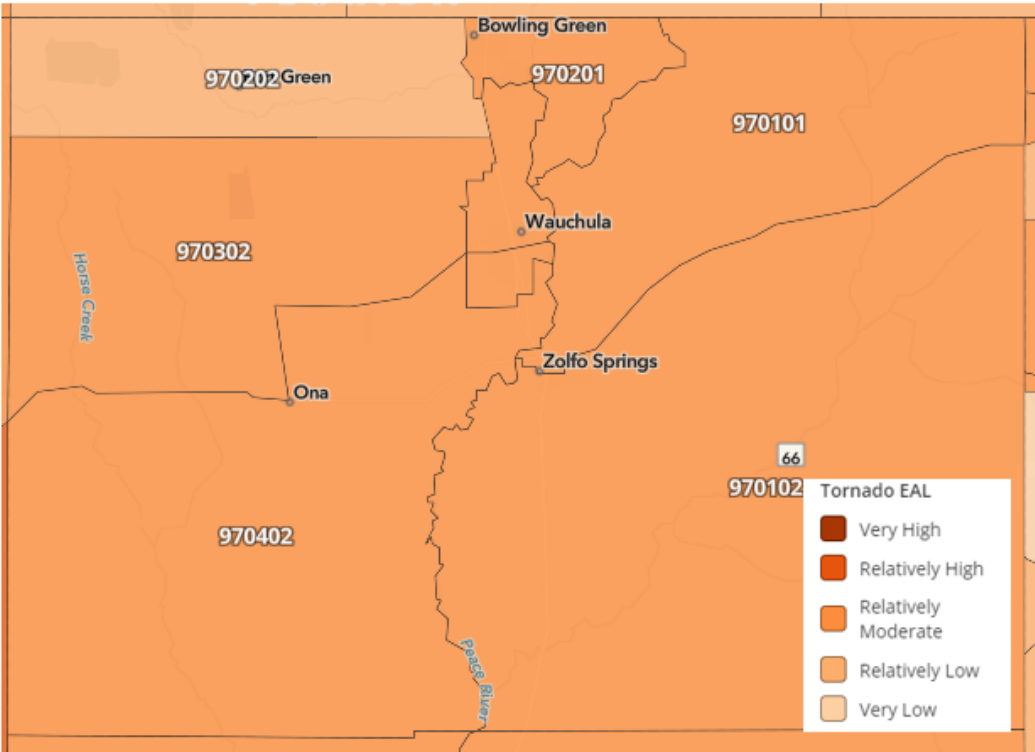 Bowling Green
970202
Green
970201
970101
Wauchula
970302
Horse Creek
Zolfo Springs
Ona
66
970102
970402
Peace River
Tornado EAL
Very High
Relatively High
Relatively
Moderate
Relatively Low
Very Low